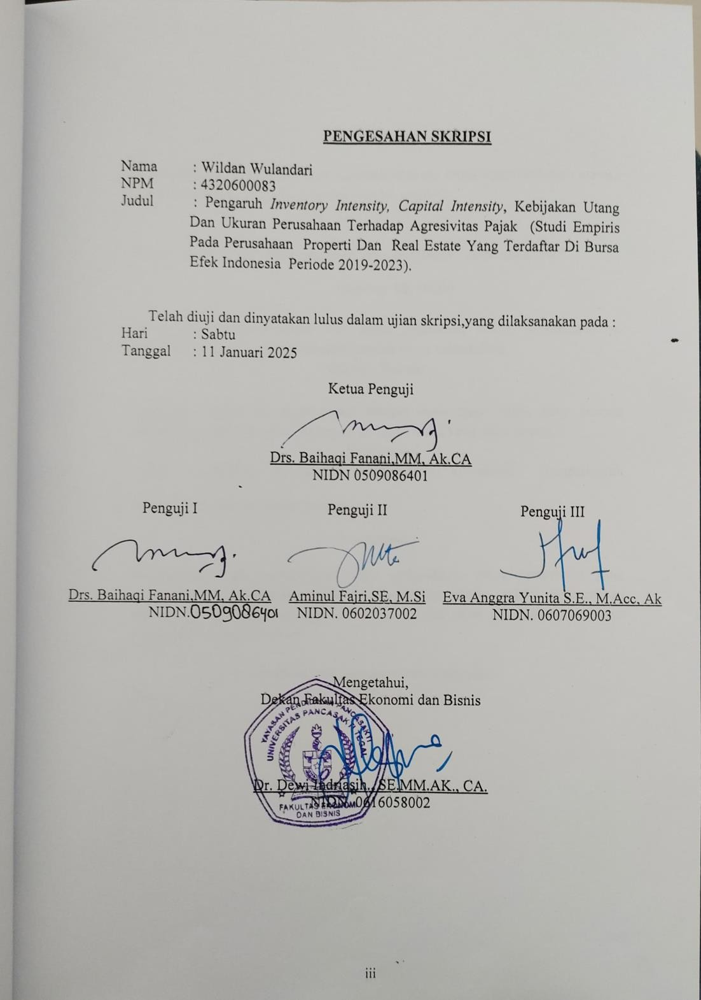 PENGESAHAN SKRIPSI
Nama : Wildan Wulandari
NPM : 4320600083
Judul : Pengaruh Inventory Intensity, Capital Intensity, Kebijakan Utang
Dan Ukuran Perusahaan Terhadap Agresivitas Pajak (Studi Empiris
Pada Perusahaan Properti Dan Real Estate Yang Terdaftar Di Bursa
Efek Indonesia Periode 2019-2023).
Telah diuji dan dinyatakan lulus dalam ujian skripsi,yang dilaksanakan pada :
Hari : Sabtu
Tanggal : 11 Januari 2025
Ketua Penguji
Drs. Baihaqi Fanani,MM, Ak.CA
NIDN 0509086401
Penguji I Penguji II Penguji III
Drs. Baihaqi Fanani,MM, Ak.CA Aminul Fajri,SE, M.Si Eva Anggra Yunita S.E., M.Acc, Ak
NIDN.0509086401 NIDN. 0602037002 NIDN. 0607069003
Mengetahui,
Dekan Fakultas Ekonomi dan Bisnis
YAYASAN PENDIDIKAN PANCASAKTI
UNIVERSITAS PANCASAKTI TEGAL
Dr. Dewi Indriasih., SE.MM.AK., CA.
NIDN. 0616058002
FAKULTAS EKONOMI
DAN BISNIS
iii